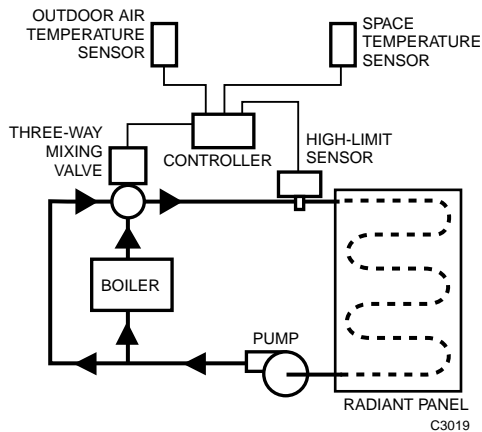 OUTDOOR AIR
TEMPERATURE
SENSOR
SPACE
TEMPERATURE
SENSOR
THREE-WAY
MIXING
VALVE
CONTROLLER
HIGH-LIMIT
SENSOR
BOILER
PUMP
RADIANT PANEL
C3019